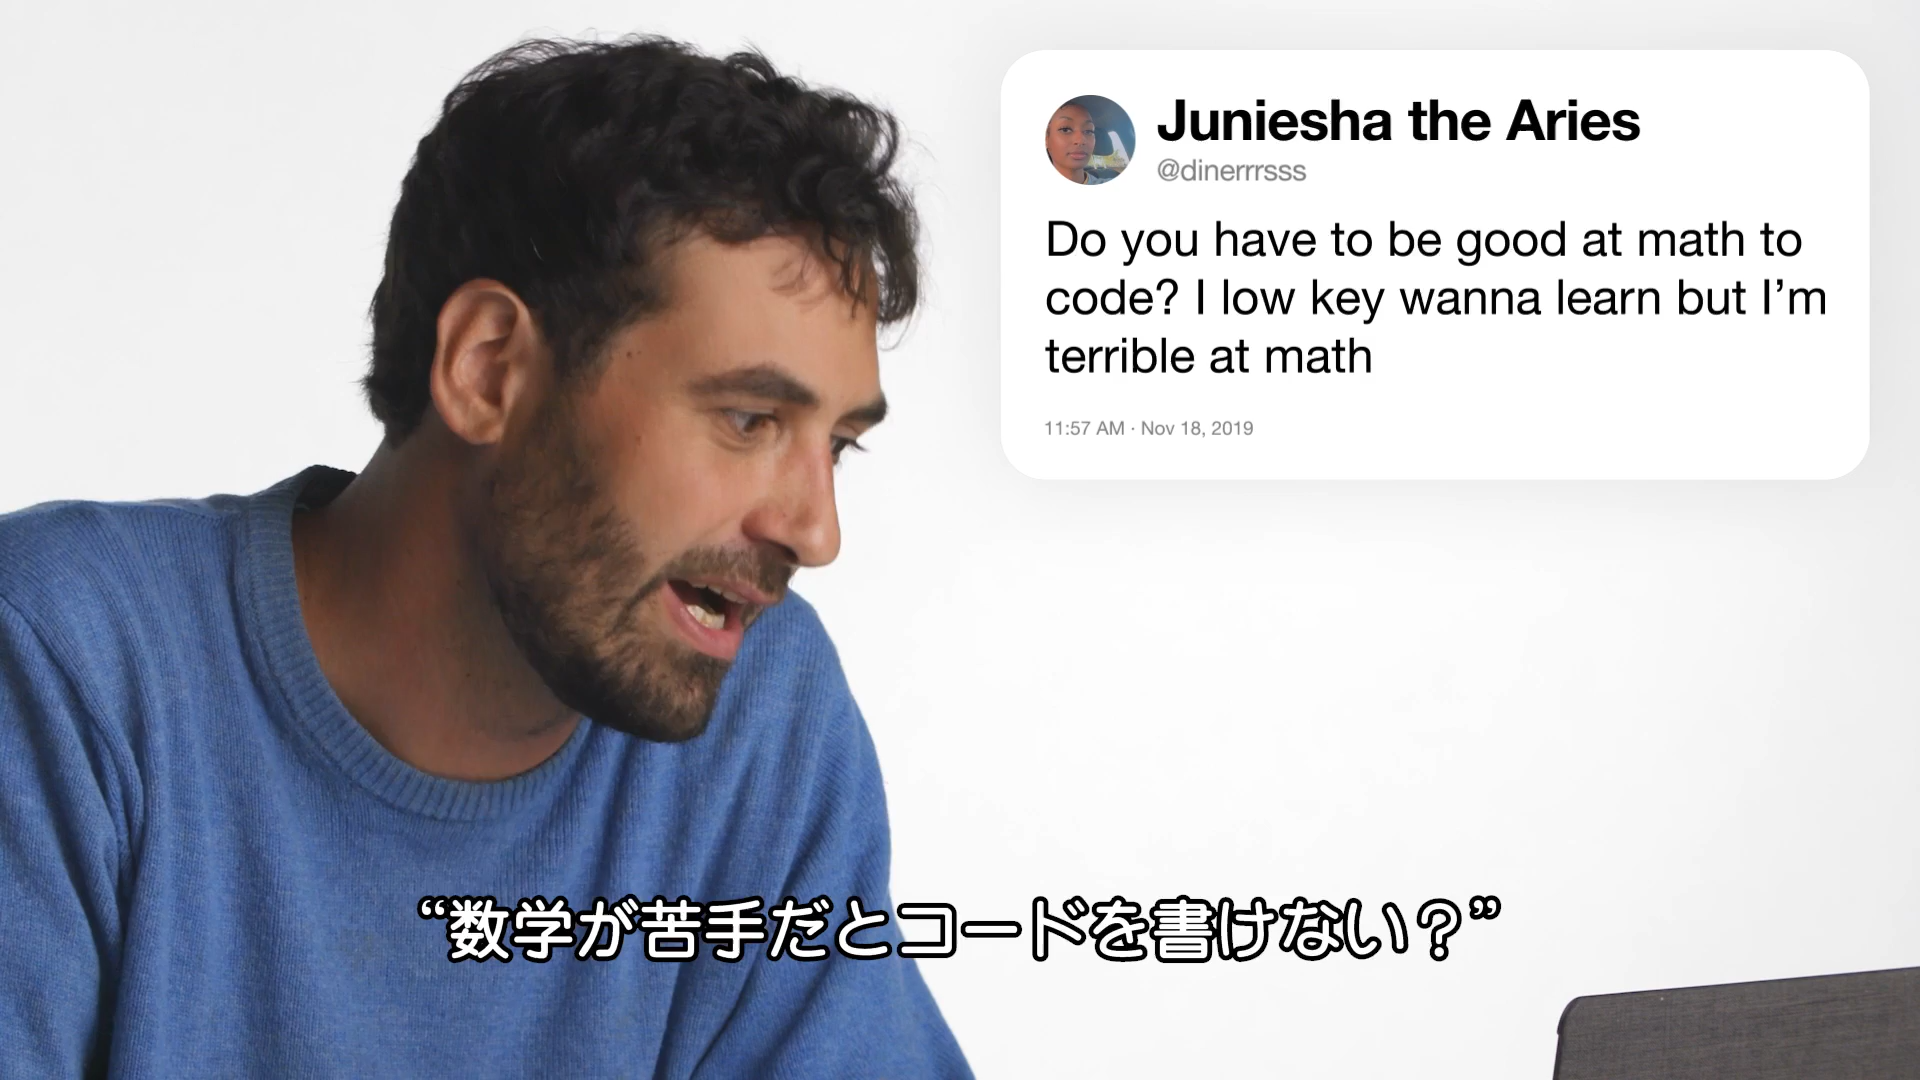 Juniesha the Aries
@dinerrrsss
Do you have to be good at math to
code? I low key wanna learn but I’m
terrible at math
11:57 AM · Nov 18, 2019
“数学が苦手だとコードを書けない？”